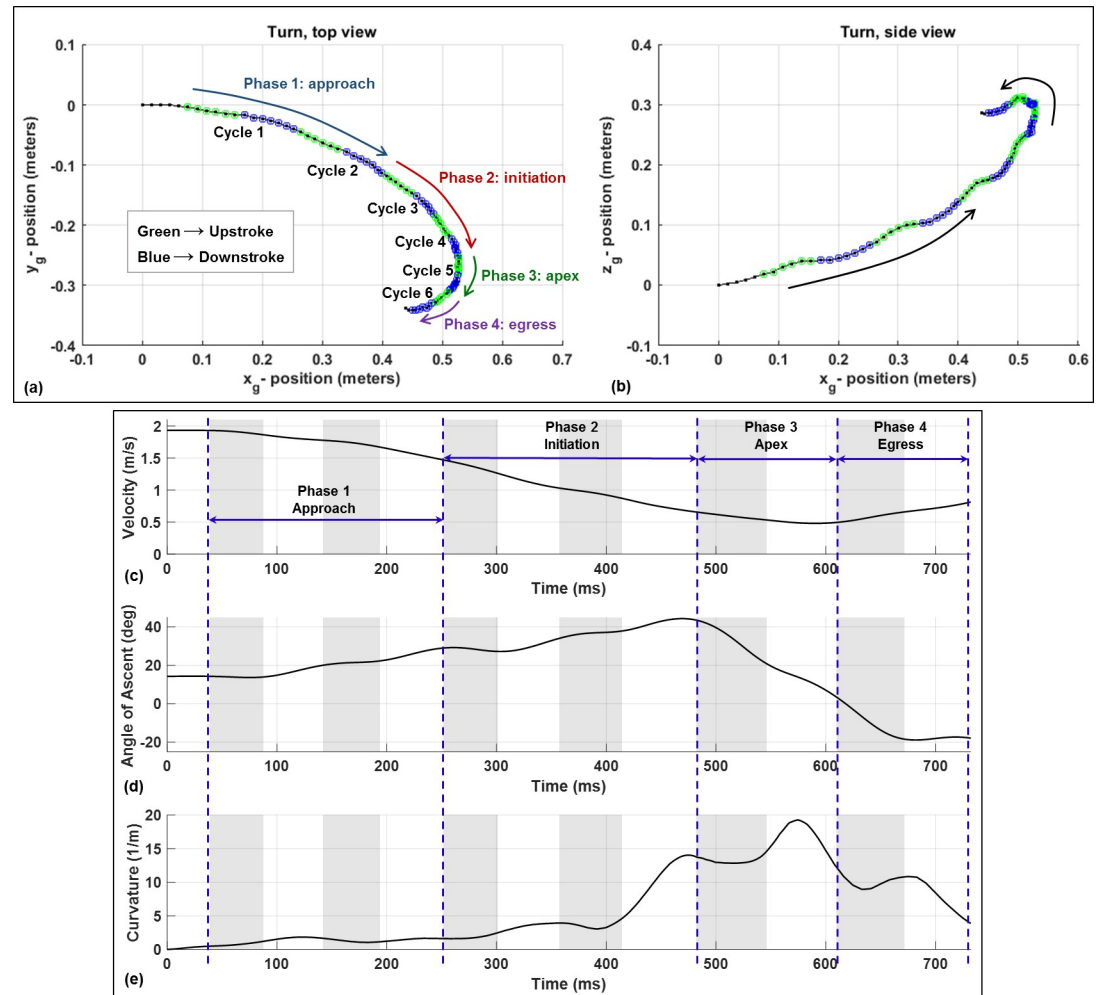 Turn, top view
0.1
0
-0.1
-0.2
-0.3
-0.4
-0.1
0
0.1
0.2
0.3
0.4
0.5
0.6
0.7
y_g - position (meters)
x_g - position (meters)
Phase 1: approach
Cycle 1
Cycle 2
Phase 2: initiation
Cycle 3
Cycle 4
Cycle 5
Phase 3: apex
Cycle 6
Phase 4: egress
Green → Upstroke
Blue → Downstroke
(a)
Turn, side view
0.4
0.3
0.2
0.1
0
-0.1
-0.1
0
0.1
0.2
0.3
0.4
0.5
0.6
z_g - position (meters)
x_g - position (meters)
(b)
2
1.5
1
0.5
0
Velocity (m/s)
Phase 1
Approach
Phase 2
Initiation
Phase 3
Apex
Phase 4
Egress
0
100
200
300
400
500
600
700
Time (ms)
(c)
40
20
0
-20
Angle of Ascent (deg)
0
100
200
300
400
500
600
700
Time (ms)
(d)
20
15
10
5
0
Curvature (1/m)
0
100
200
300
400
500
600
700
Time (ms)
(e)